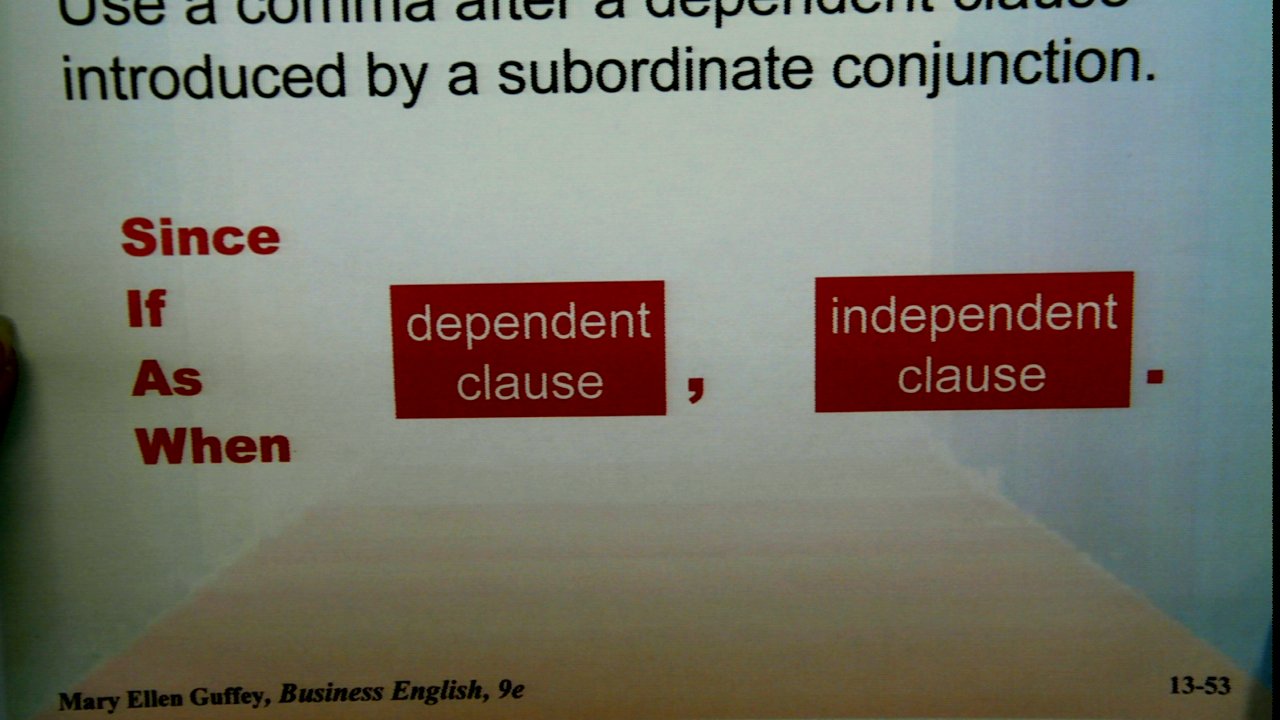 Use a comma after a dependent clause
introduced by a subordinate conjunction.
Since
If
As
When
dependent
clause
,
independent
clause
.
Mary Ellen Guffey, Business English, 9e
13-53